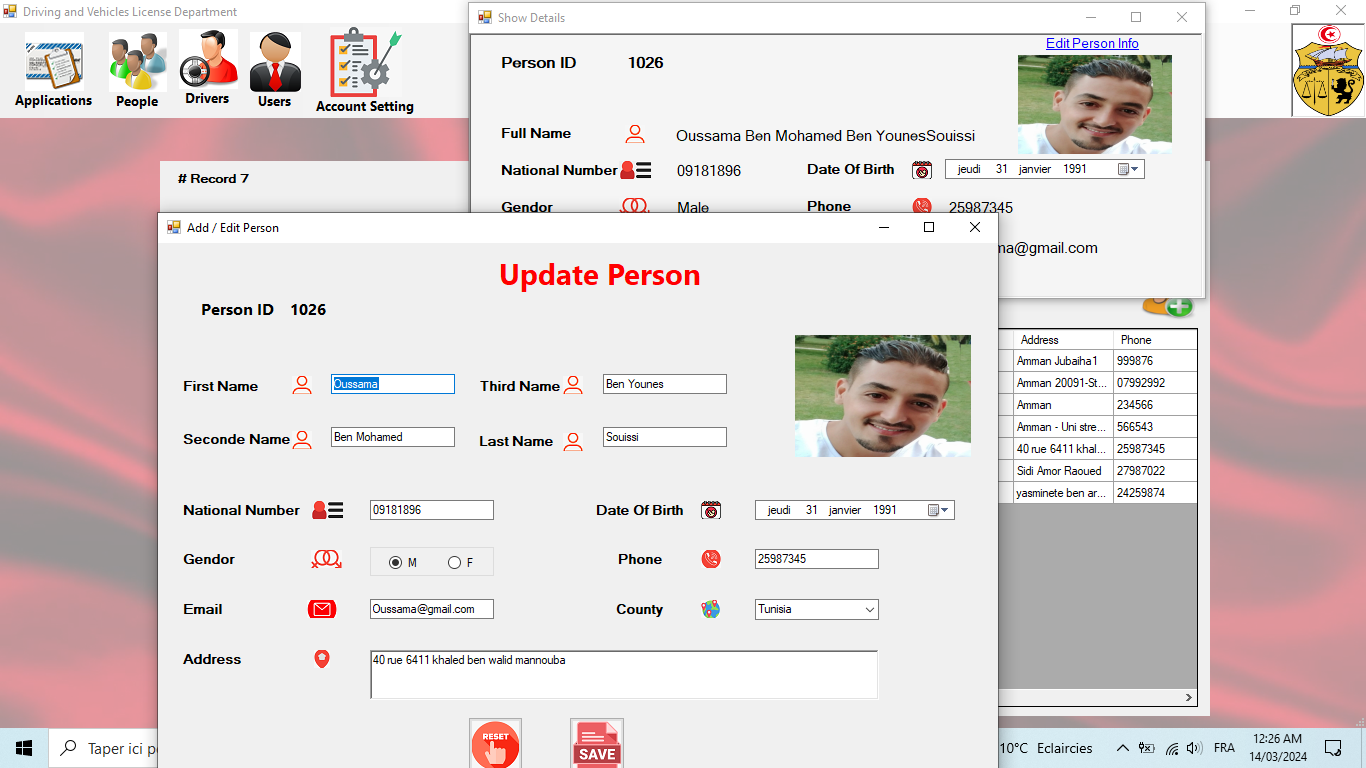 Driving and Vehicles License Department
Applications
People
Drivers
Users
Account Setting
Show Details
Edit Person Info
Person ID 1026
Full Name Oussama Ben Mohamed Ben YounesSouissi
National Number 09181896 Date Of Birth jeudi 31 janvier 1991
Gendor Male Phone 25987345
ma@gmail.com
# Record 7
Add / Edit Person
Update Person
Person ID 1026
First Name Oussama Third Name Ben Younes
Seconde Name Ben Mohamed Last Name Souissi
National Number 09181896 Date Of Birth jeudi 31 janvier 1991
Gendor M F Phone 25987345
Email Oussama@gmail.com County Tunisia
Address 40 rue 6411 khaled ben walid mannouba
RESET SAVE
Address Phone
Amman Jubaiha1 999876
Amman 20091-St... 07992992
Amman 234566
Amman - Uni stre... 566543
40 rue 6411 khal... 25987345
Sidi Amor Raoued 27987022
yasminete ben ar... 24259874
Taper ici p
10°C Eclaircies FRA 12:26 AM
14/03/2024